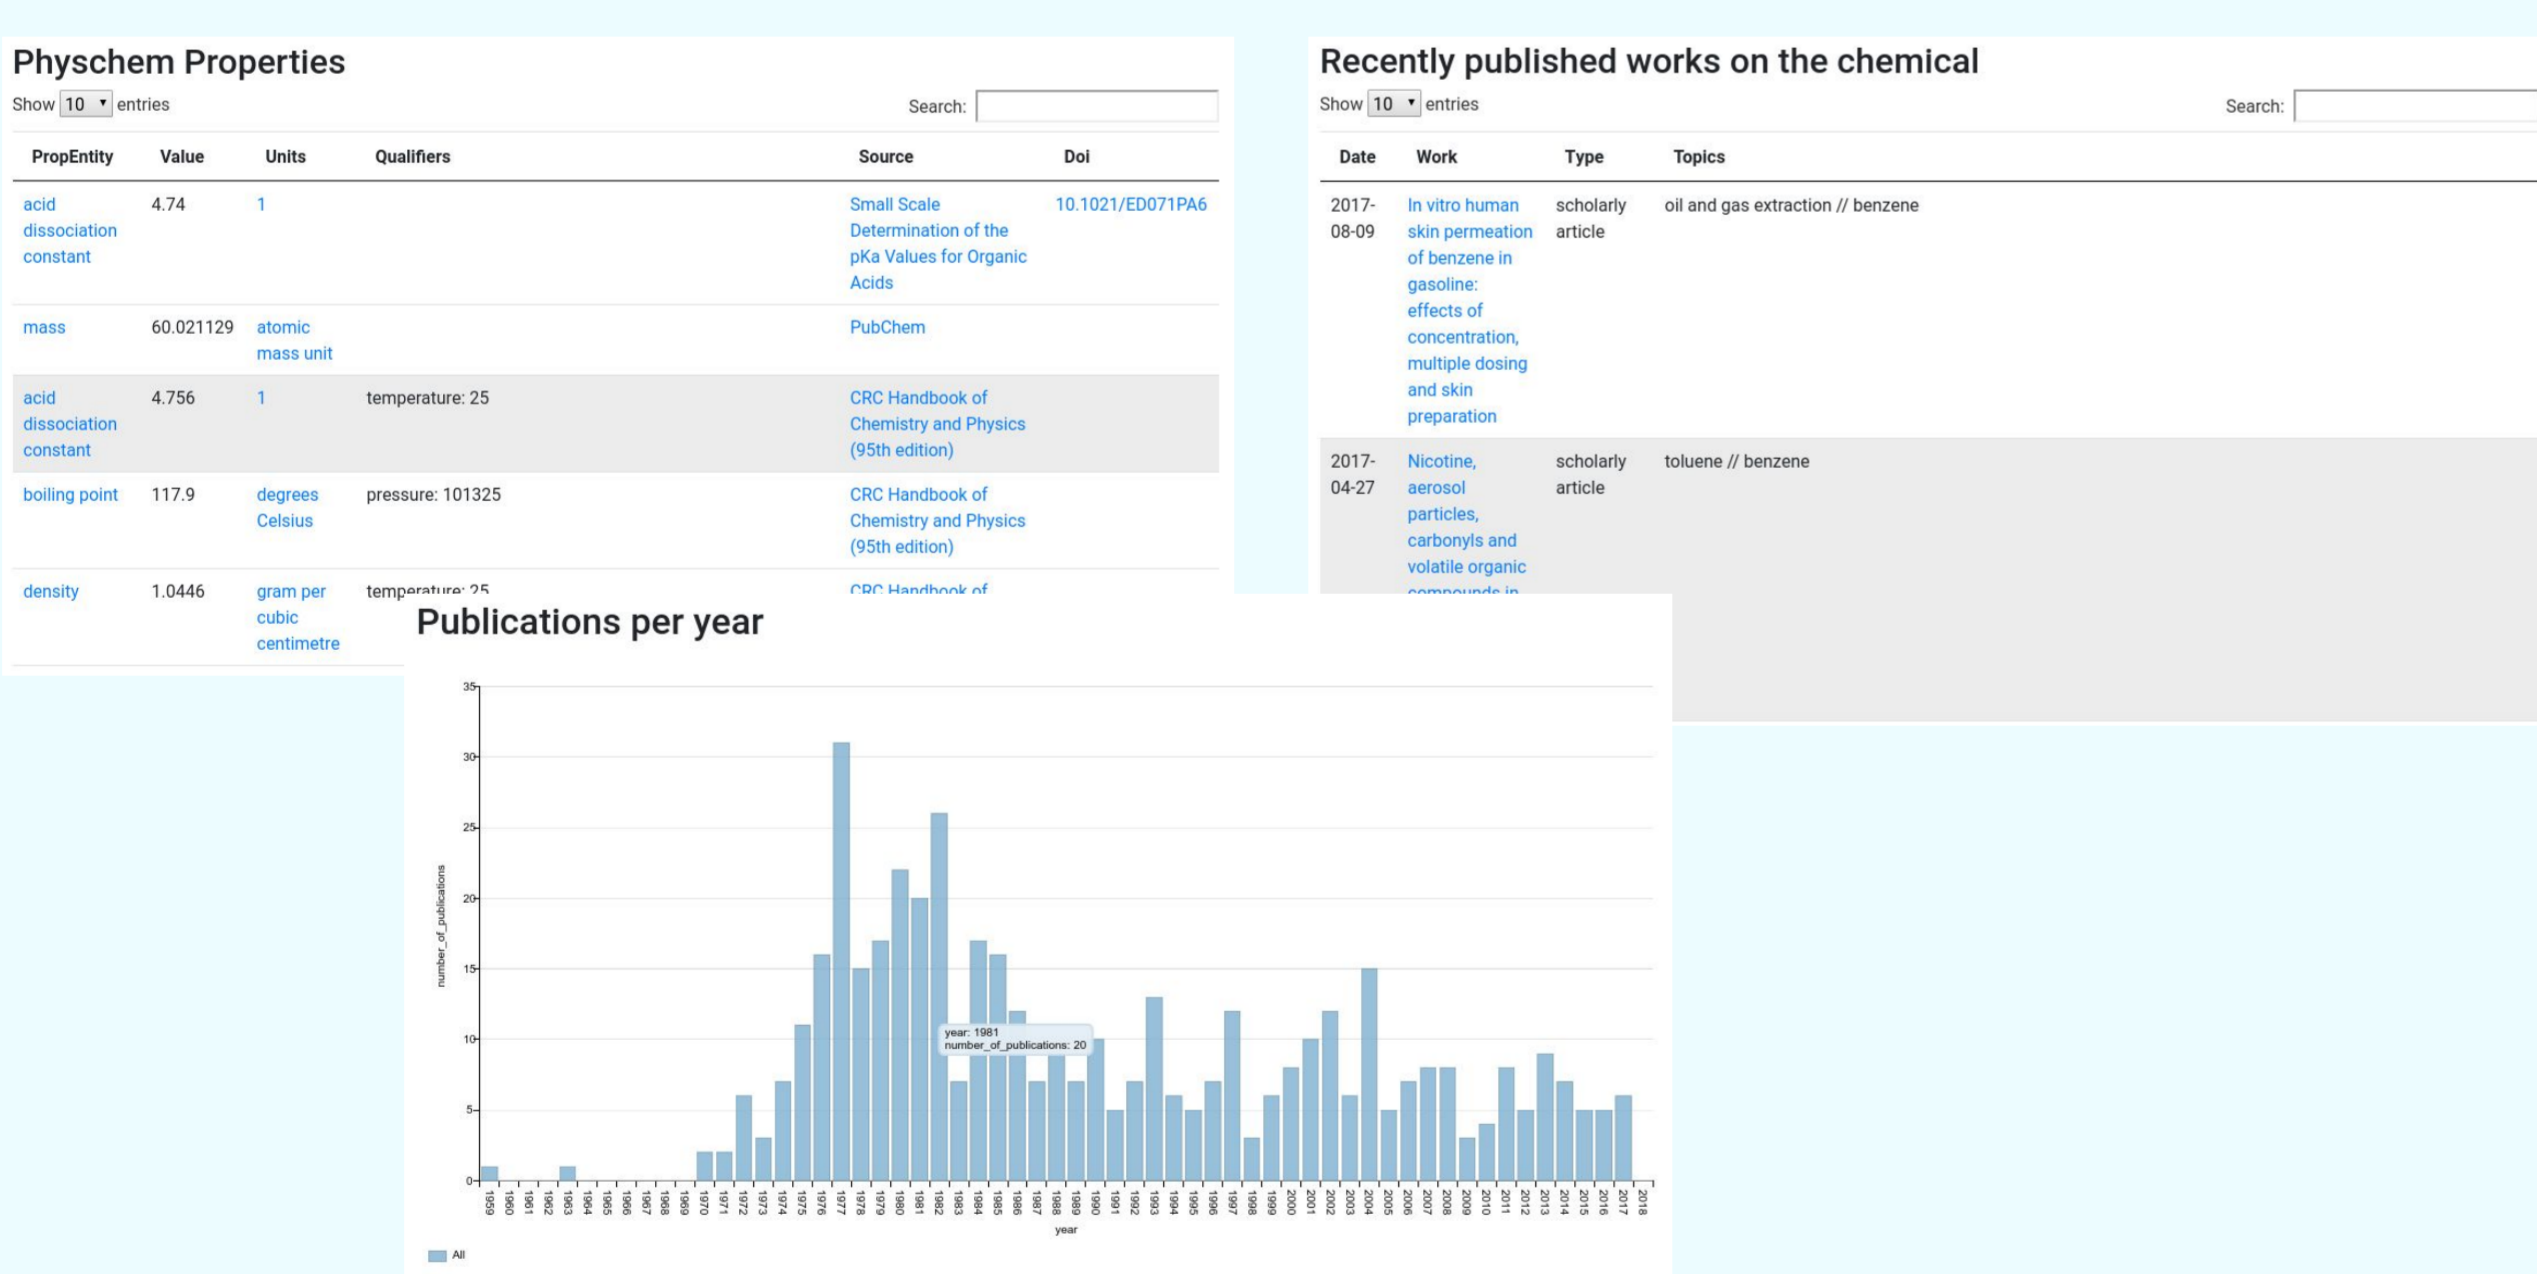 Physchem Properties
Show 10 entries
Search:
PropEntity Value Units Qualifiers Source Doi
acid 4.74 1 Small Scale 10.1021/ED071PA6
dissociation Determination of the
constant pKa Values for Organic
Acids
mass 60.021129 atomic PubChem
mass unit
acid 4.756 1 temperature: 25 CRC Handbook of
dissociation Chemistry and Physics
constant (95th edition)
boiling point 117.9 degrees pressure: 101325 CRC Handbook of
Celsius Chemistry and Physics
(95th edition)
density 1.0446 gram per temperature: 25 CRC Handbook of
cubic
centimetre
Recently published works on the chemical
Show 10 entries
Search:
Date Work Type Topics
2017- In vitro human scholarly oil and gas extraction // benzene
08-09 skin permeation article
of benzene in
gasoline:
effects of
concentration,
multiple dosing
and skin
preparation
2017- Nicotine, scholarly toluene // benzene
04-27 aerosol article
particles,
carbonyls and
volatile organic
compounds in
Publications per year
number_of_publications
35
30
25
20
15
10
5
0
year: 1981
number_of_publications: 20
1959 1960 1961 1962 1963 1964 1965 1966 1967 1968 1969 1970 1971 1972 1973 1974 1975 1976 1977 1978 1979 1980 1981 1982 1983 1984 1985 1986 1987 1988 1989 1990 1991 1992 1993 1994 1995 1996 1997 1998 1999 2000 2001 2002 2003 2004 2005 2006 2007 2008 2009 2010 2011 2012 2013 2014 2015 2016 2017 2018
year
All